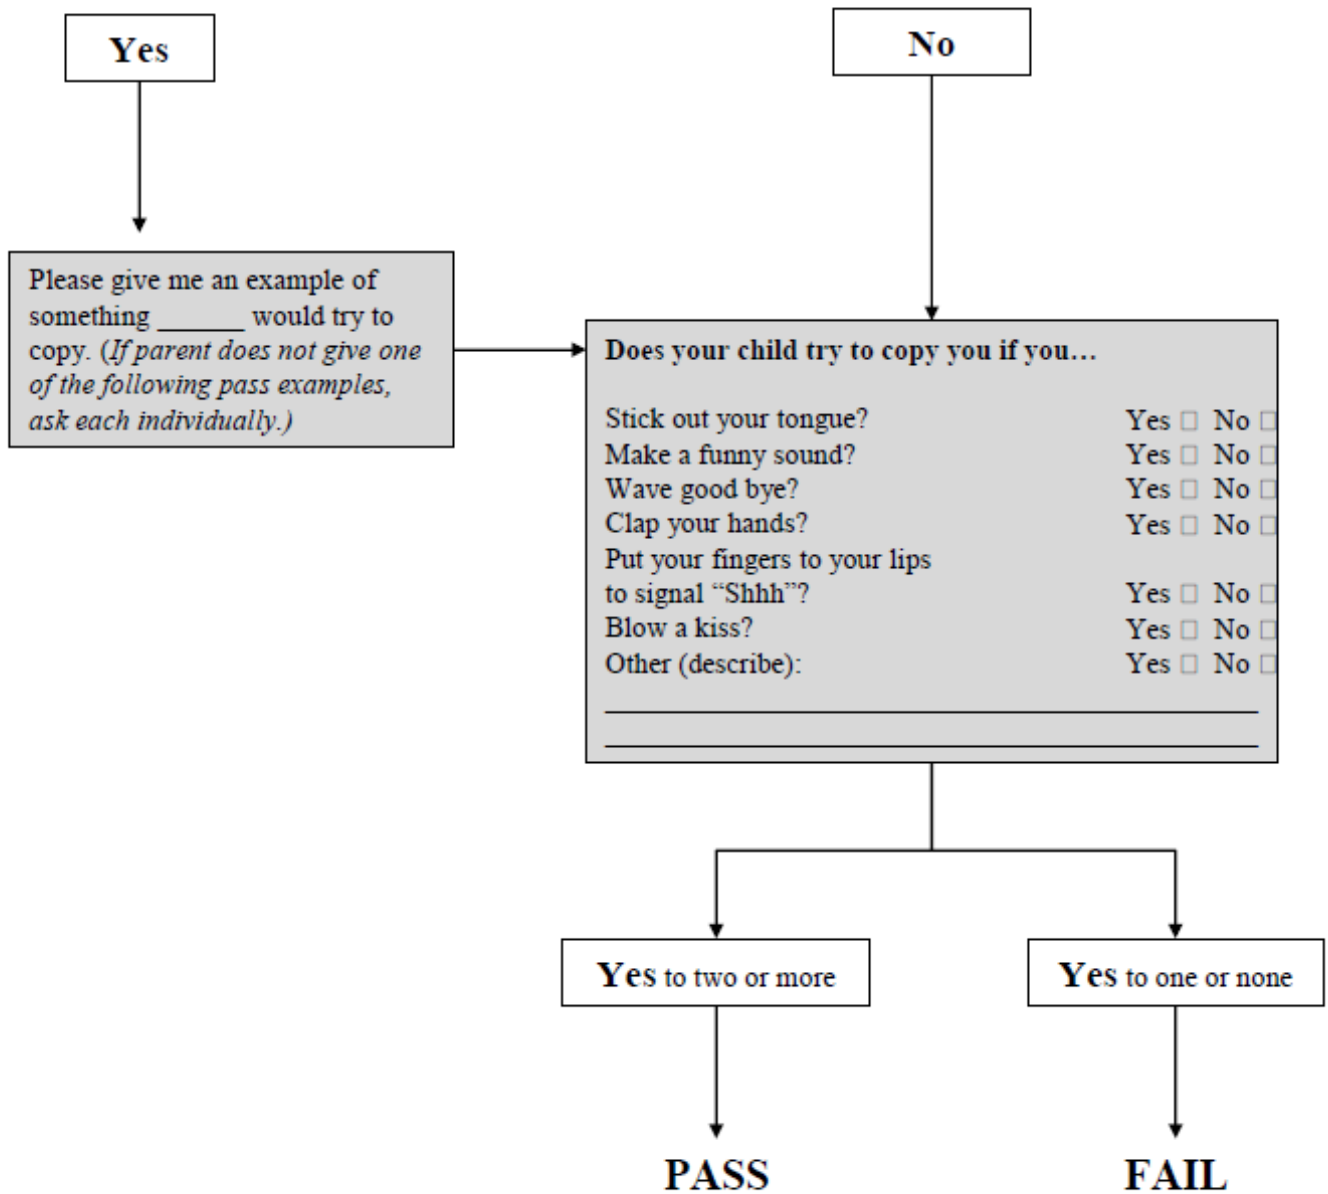 Yes
No
Please give me an example of
something ______ would try to
copy. (If parent does not give one
of the following pass examples,
ask each individually.)
Does your child try to copy you if you…
Stick out your tongue? Yes □ No □
Make a funny sound? Yes □ No □
Wave good bye? Yes □ No □
Clap your hands? Yes □ No □
Put your fingers to your lips
to signal “Shhh”? Yes □ No □
Blow a kiss? Yes □ No □
Other (describe): Yes □ No □
Yes to two or more
Yes to one or none
PASS
FAIL